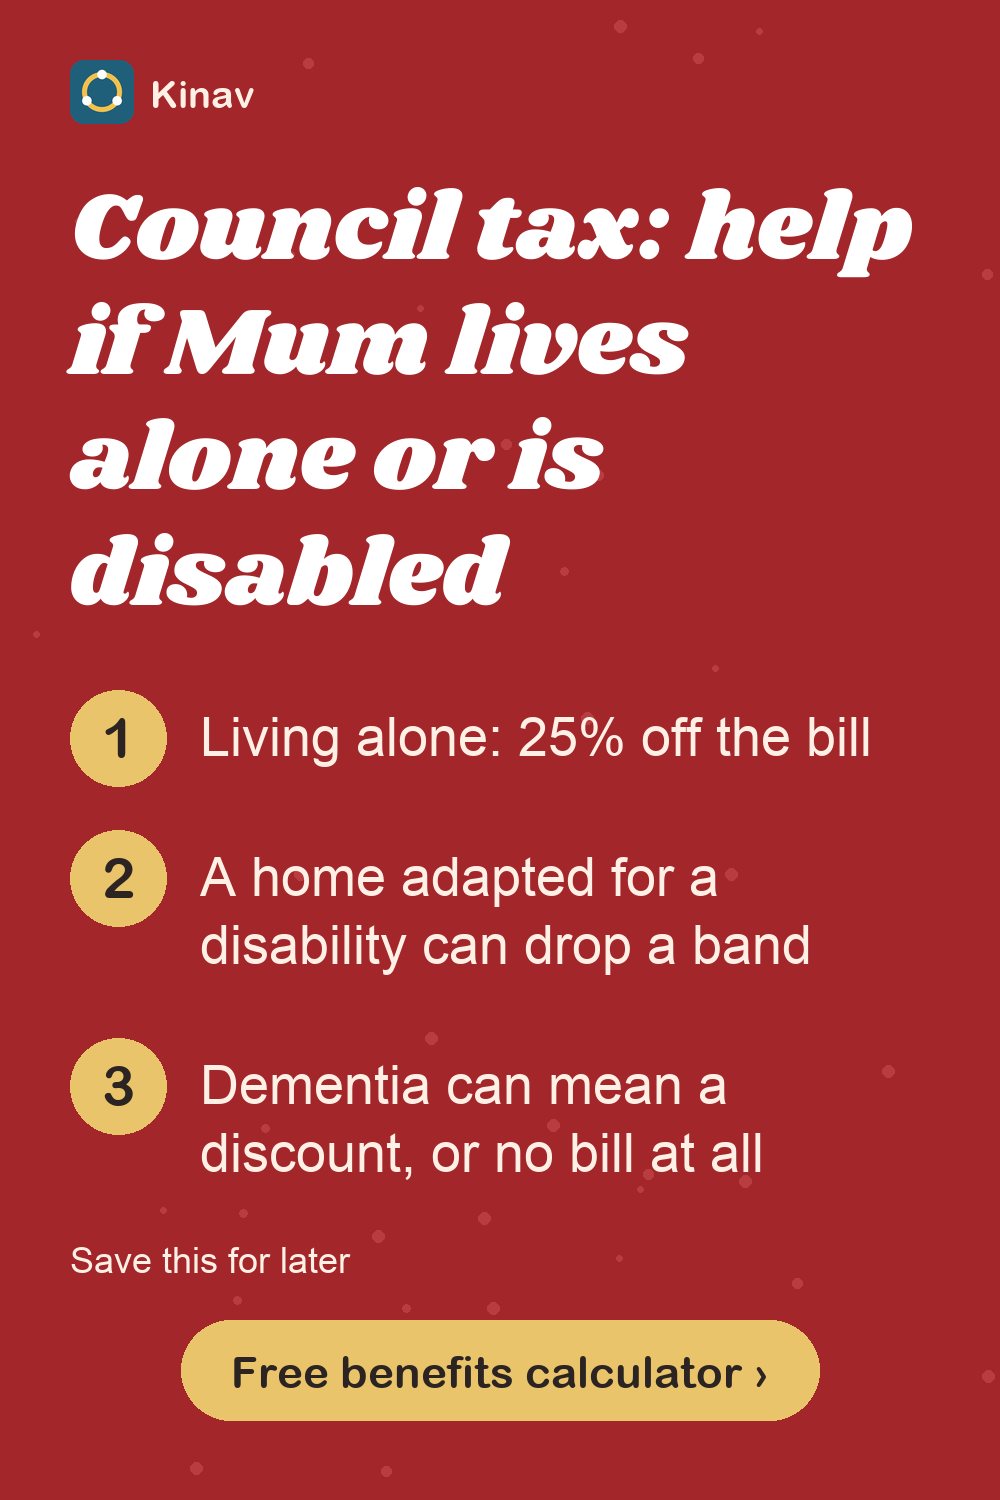 Kinav
Council tax: help
if Mum lives
alone or is
disabled
1 Living alone: 25% off the bill
2 A home adapted for a
disability can drop a band
3 Dementia can mean a
discount, or no bill at all
Save this for later
Free benefits calculator ›